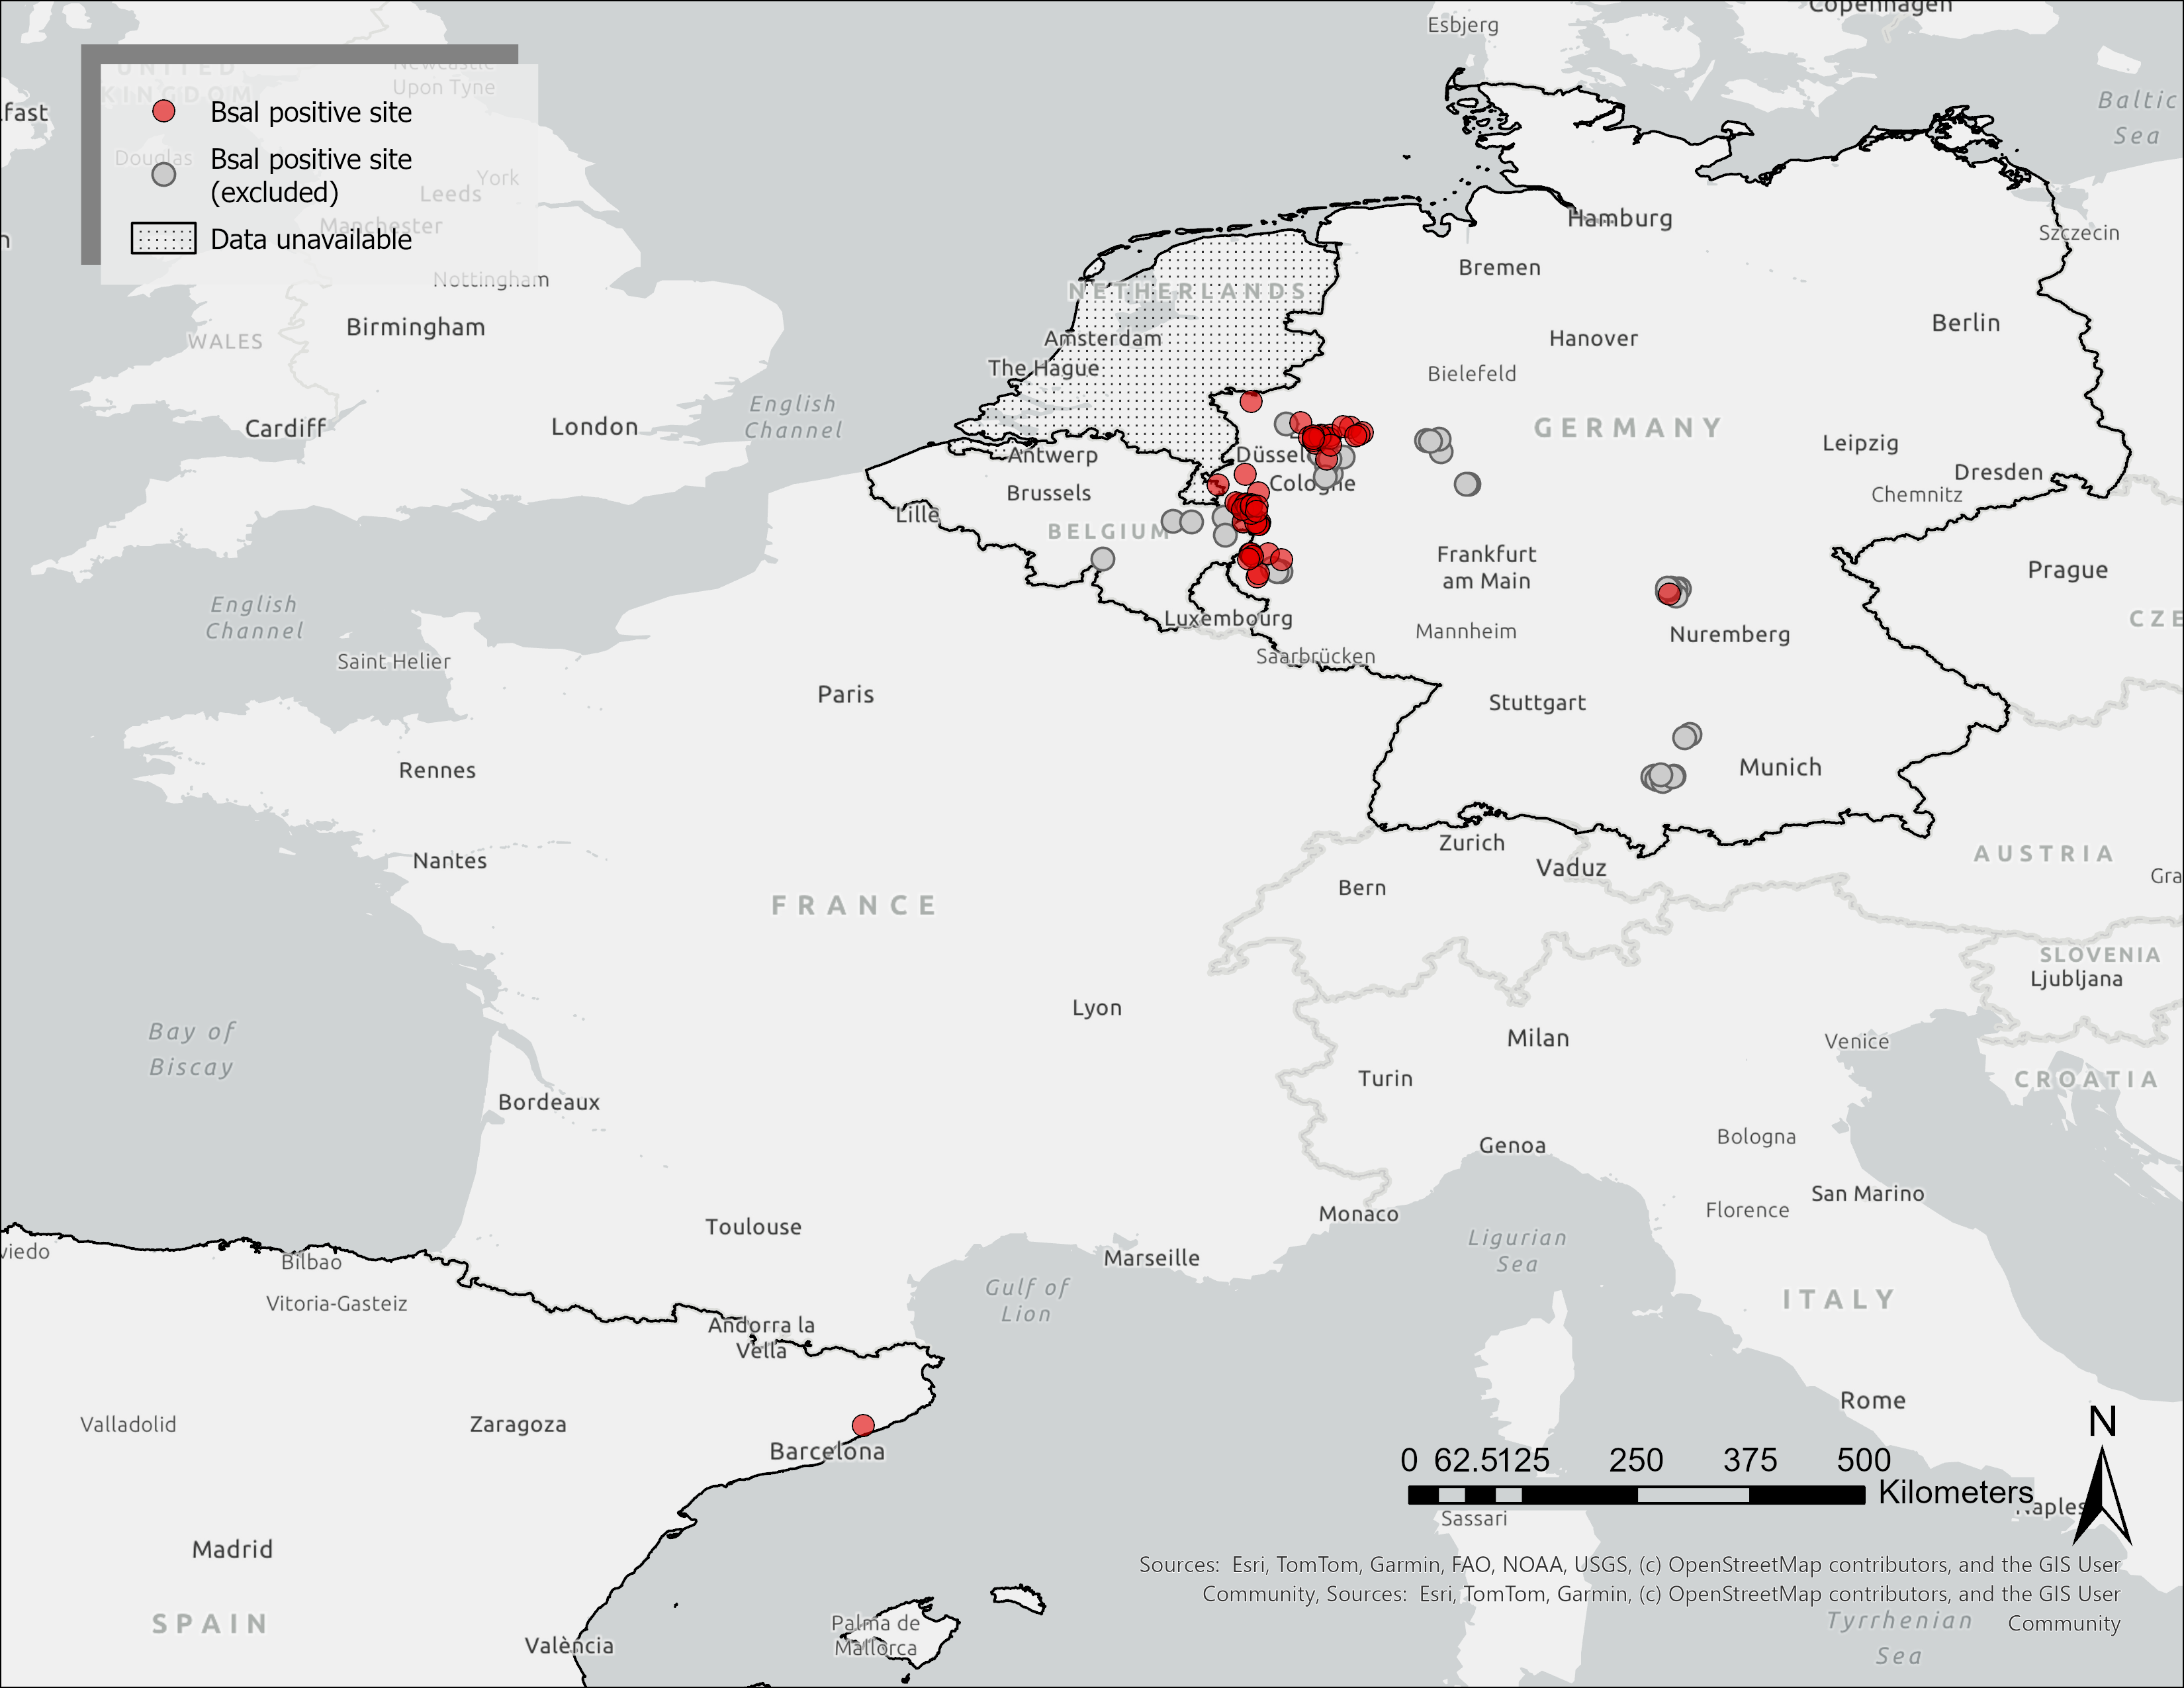 Copenhagen
Esbjerg
Baltic
Sea
UNITED
KINGDOM
Newcastle
Upon Tyne
fast
Bsal positive site
Douglas
Bsal positive site
(excluded)
York
Leeds
Manchester
Data unavailable
Nottingham
Hamburg
Szczecin
Bremen
NETHERLANDS
Birmingham
WALES
Amsterdam
Hanover
Berlin
The Hague
Bielefeld
English
Channel
Cardiff
London
GERMANY
Antwerp
Düssel
Leipzig
Dresden
Cologne
Brussels
Chemnitz
Lille
BELGIUM
Frankfurt
am Main
Prague
English
Channel
Luxembourg
CZE
Mannheim
Nuremberg
Saint Helier
Saarbrücken
Paris
Stuttgart
Rennes
Munich
Zurich
Nantes
Vaduz
AUSTRIA
Bern
Gra
FRANCE
SLOVENIA
Ljubljana
Lyon
Bay of
Biscay
Milan
Venice
Turin
CROATIA
Bordeaux
Bologna
Genoa
San Marino
Monaco
Florence
Toulouse
Ligurian
Sea
viedo
Bilbao
Marseille
Gulf of
Lion
Vitoria-Gasteiz
ITALY
Andorra la
Vella
Rome
Valladolid
Zaragoza
N
Barcelona
0 62.5125 250 375 500
Kilometers
Naples
Sassari
Madrid
Sources: Esri, TomTom, Garmin, FAO, NOAA, USGS, (c) OpenStreetMap contributors, and the GIS User
Community, Sources: Esri, TomTom, Garmin, (c) OpenStreetMap contributors, and the GIS User
Community
SPAIN
Palma de
Mallorca
Tyrrhenian
Sea
València